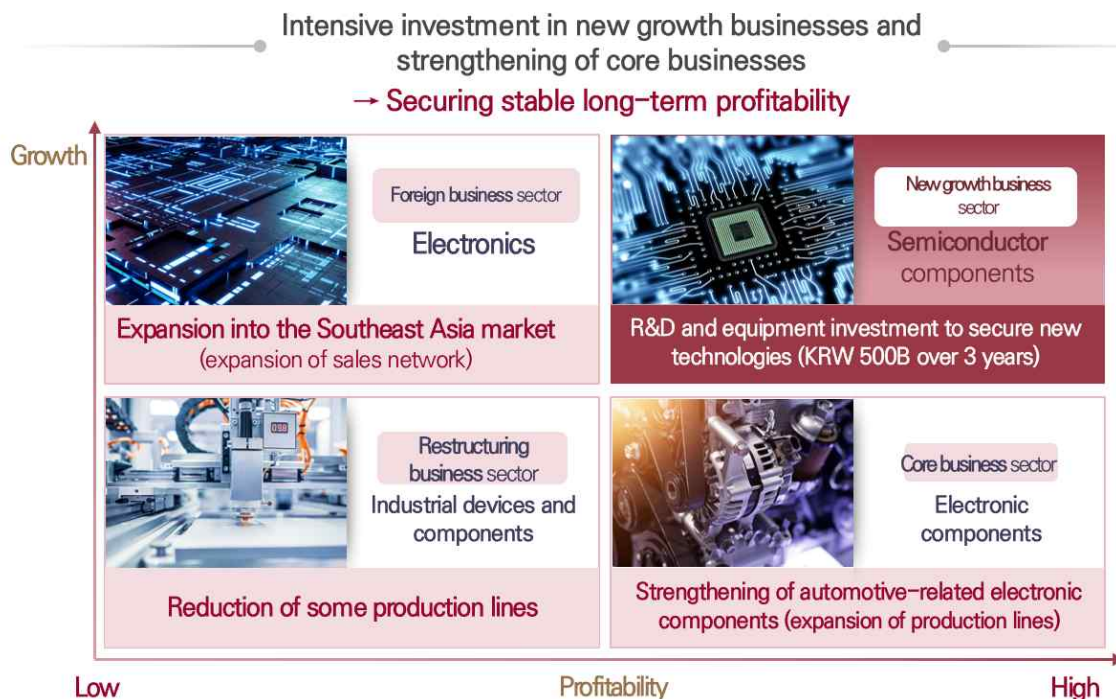 Intensive investment in new growth businesses and
strengthening of core businesses
→ Securing stable long-term profitability
Growth
Foreign business sector
Electronics
Expansion into the Southeast Asia market
(expansion of sales network)
New growth business
sector
Semiconductor
components
R&D and equipment investment to secure new
technologies (KRW 500B over 3 years)
098
Restructuring
business sector
Industrial devices and
components
Reduction of some production lines
Core business sector
Electronic
components
Strengthening of automotive-related electronic
components (expansion of production lines)
Low
Profitability
High